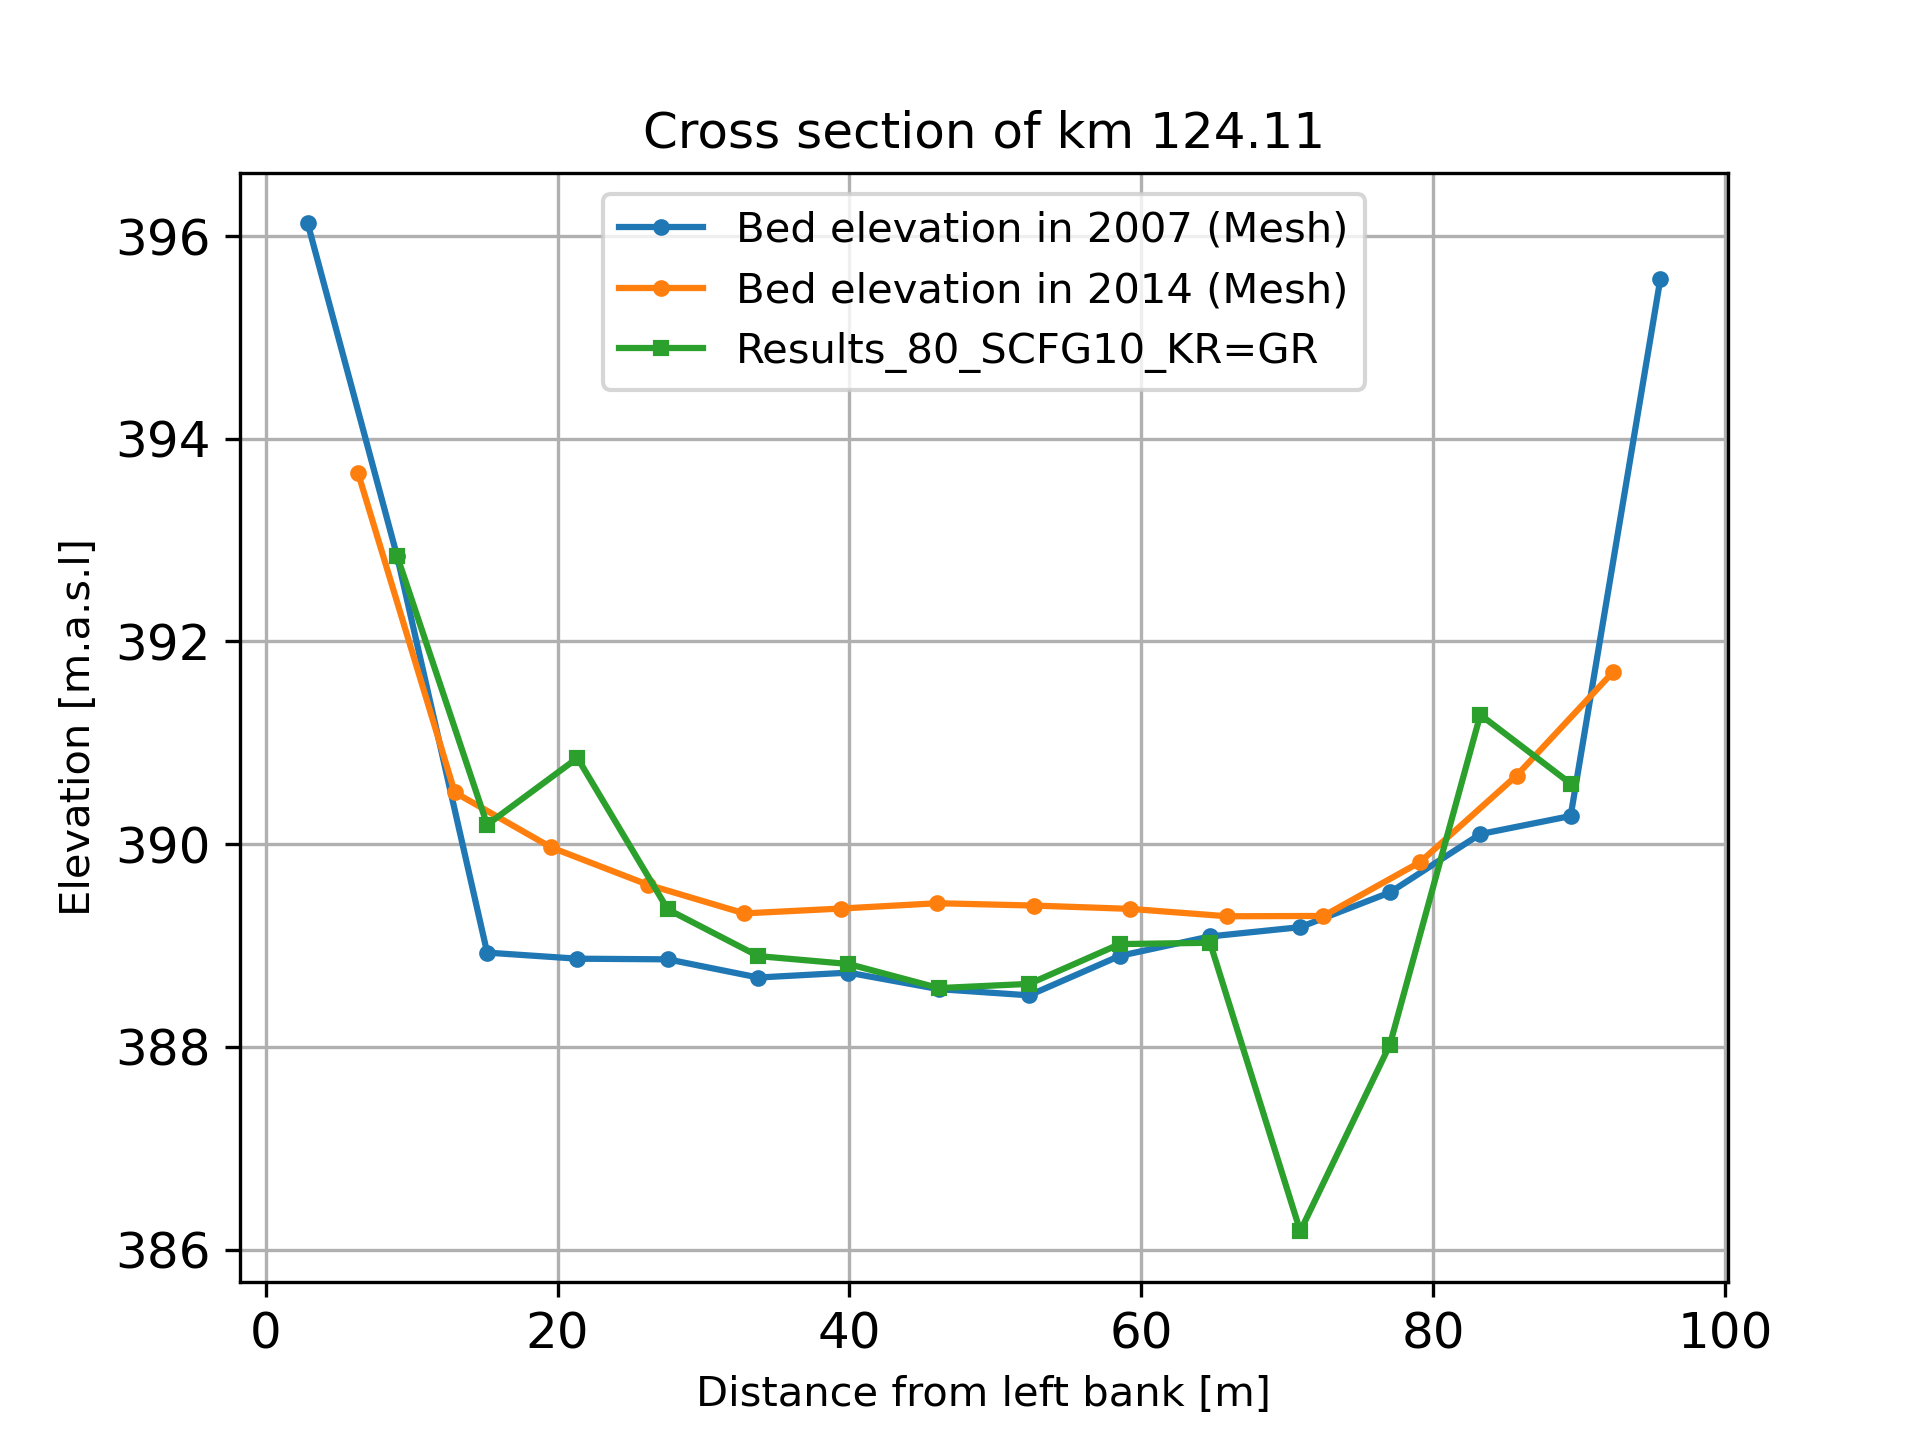 Cross section of km 124.11
Bed elevation in 2007 (Mesh)
Bed elevation in 2014 (Mesh)
Results_80_SCFG10_KR=GR
Elevation [m.a.s.l]
396
394
392
390
388
386
0 20 40 60 80 100
Distance from left bank [m]